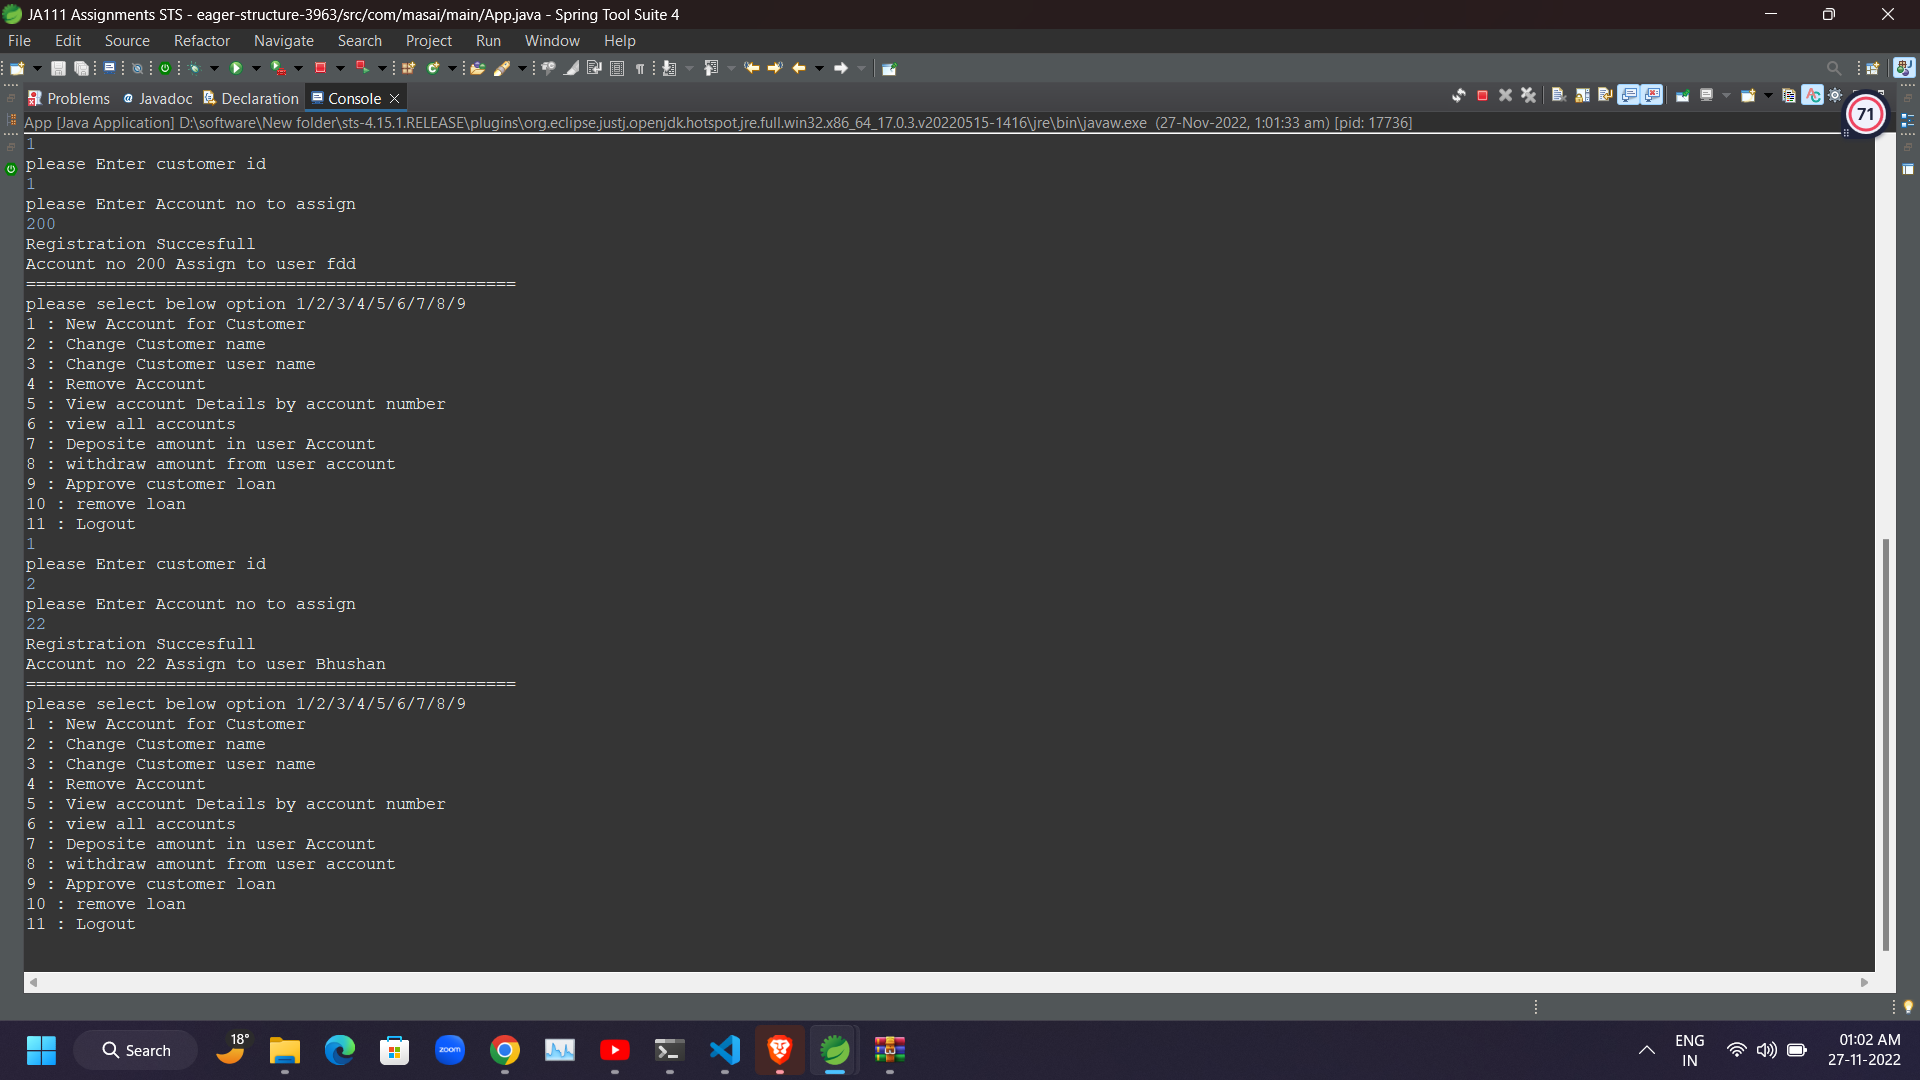 JA111 Assignments STS - eager-structure-3963/src/com/masai/main/App.java - Spring Tool Suite 4
File Edit Source Refactor Navigate Search Project Run Window Help
Problems Javadoc Declaration Console
App [Java Application] D:\software\New folder\sts-4.15.1.RELEASE\plugins\org.eclipse.justj.openjdk.hotspot.jre.full.win32.x86_64_17.0.3.v20220515-1416\jre\bin\javaw.exe (27-Nov-2022, 1:01:33 am) [pid: 17736]
71
1
please Enter customer id
1
please Enter Account no to assign
200
Registration Succesfull
Account no 200 Assign to user fdd
=================================================
please select below option 1/2/3/4/5/6/7/8/9
1 : New Account for Customer
2 : Change Customer name
3 : Change Customer user name
4 : Remove Account
5 : View account Details by account number
6 : view all accounts
7 : Deposite amount in user Account
8 : withdraw amount from user account
9 : Approve customer loan
10 : remove loan
11 : Logout
1
please Enter customer id
2
please Enter Account no to assign
22
Registration Succesfull
Account no 22 Assign to user Bhushan
=================================================
please select below option 1/2/3/4/5/6/7/8/9
1 : New Account for Customer
2 : Change Customer name
3 : Change Customer user name
4 : Remove Account
5 : View account Details by account number
6 : view all accounts
7 : Deposite amount in user Account
8 : withdraw amount from user account
9 : Approve customer loan
10 : remove loan
11 : Logout
Search
18°
zoom
ENG
IN
01:02 AM
27-11-2022